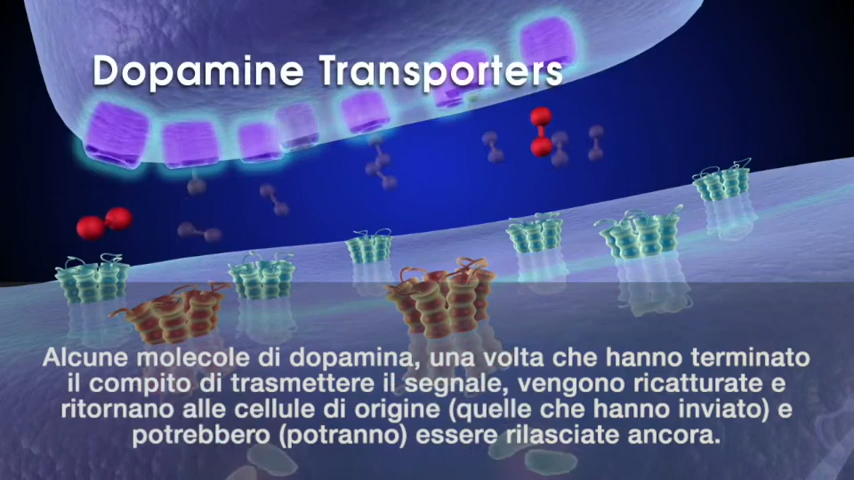 Dopamine Transporters
Alcune molecole di dopamina, una volta che hanno terminato
il compito di trasmettere il segnale, vengono ricatturate e
ritornano alle cellule di origine (quelle che hanno inviato) e
potrebbero (potranno) essere rilasciate ancora.